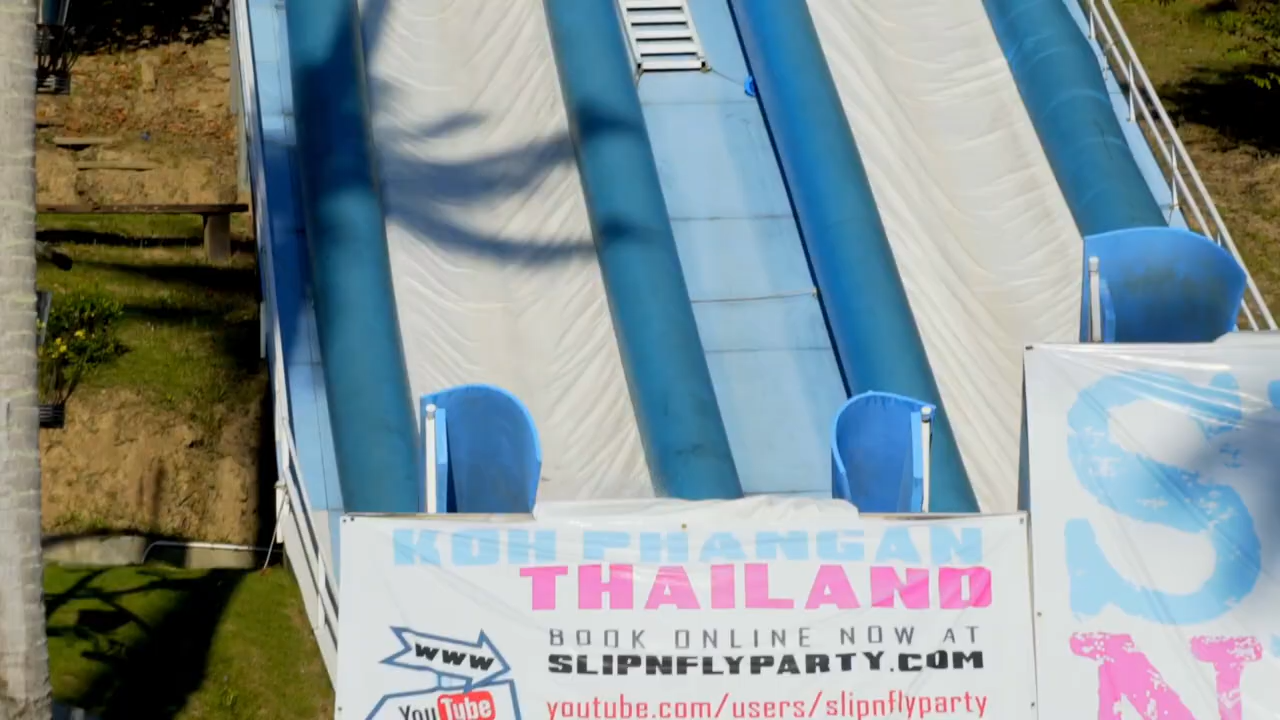 KOH PHANGAN
THAILAND
BOOK ONLINE NOW AT
SLIPNFLYPARTY.COM
www
YouTube
youtube.com/users/slipnflyparty
S
N